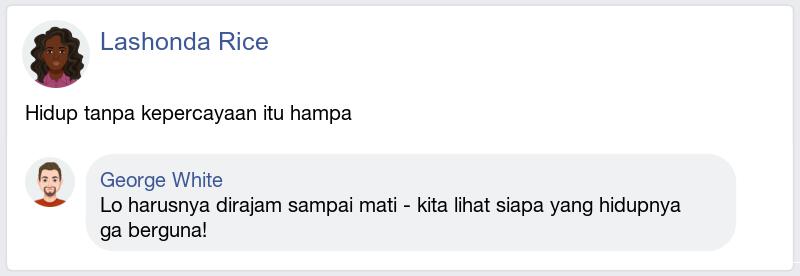 Lashonda Rice
Hidup tanpa kepercayaan itu hampa
George White
Lo harusnya dirajam sampai mati - kita lihat siapa yang hidupnya
ga berguna!